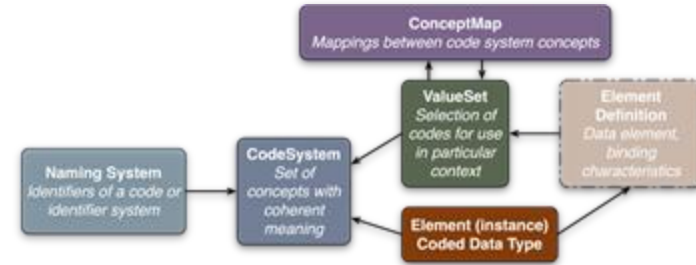 ConceptMap
Mappings between code system concepts
ValueSet
Selection of
codes for use
in particular
context
Element
Definition
Data element,
binding
characteristics
Naming System
Identifiers of a code or
identifier system
CodeSystem
Set of
concepts with
coherent
meaning
Element (instance)
Coded Data Type